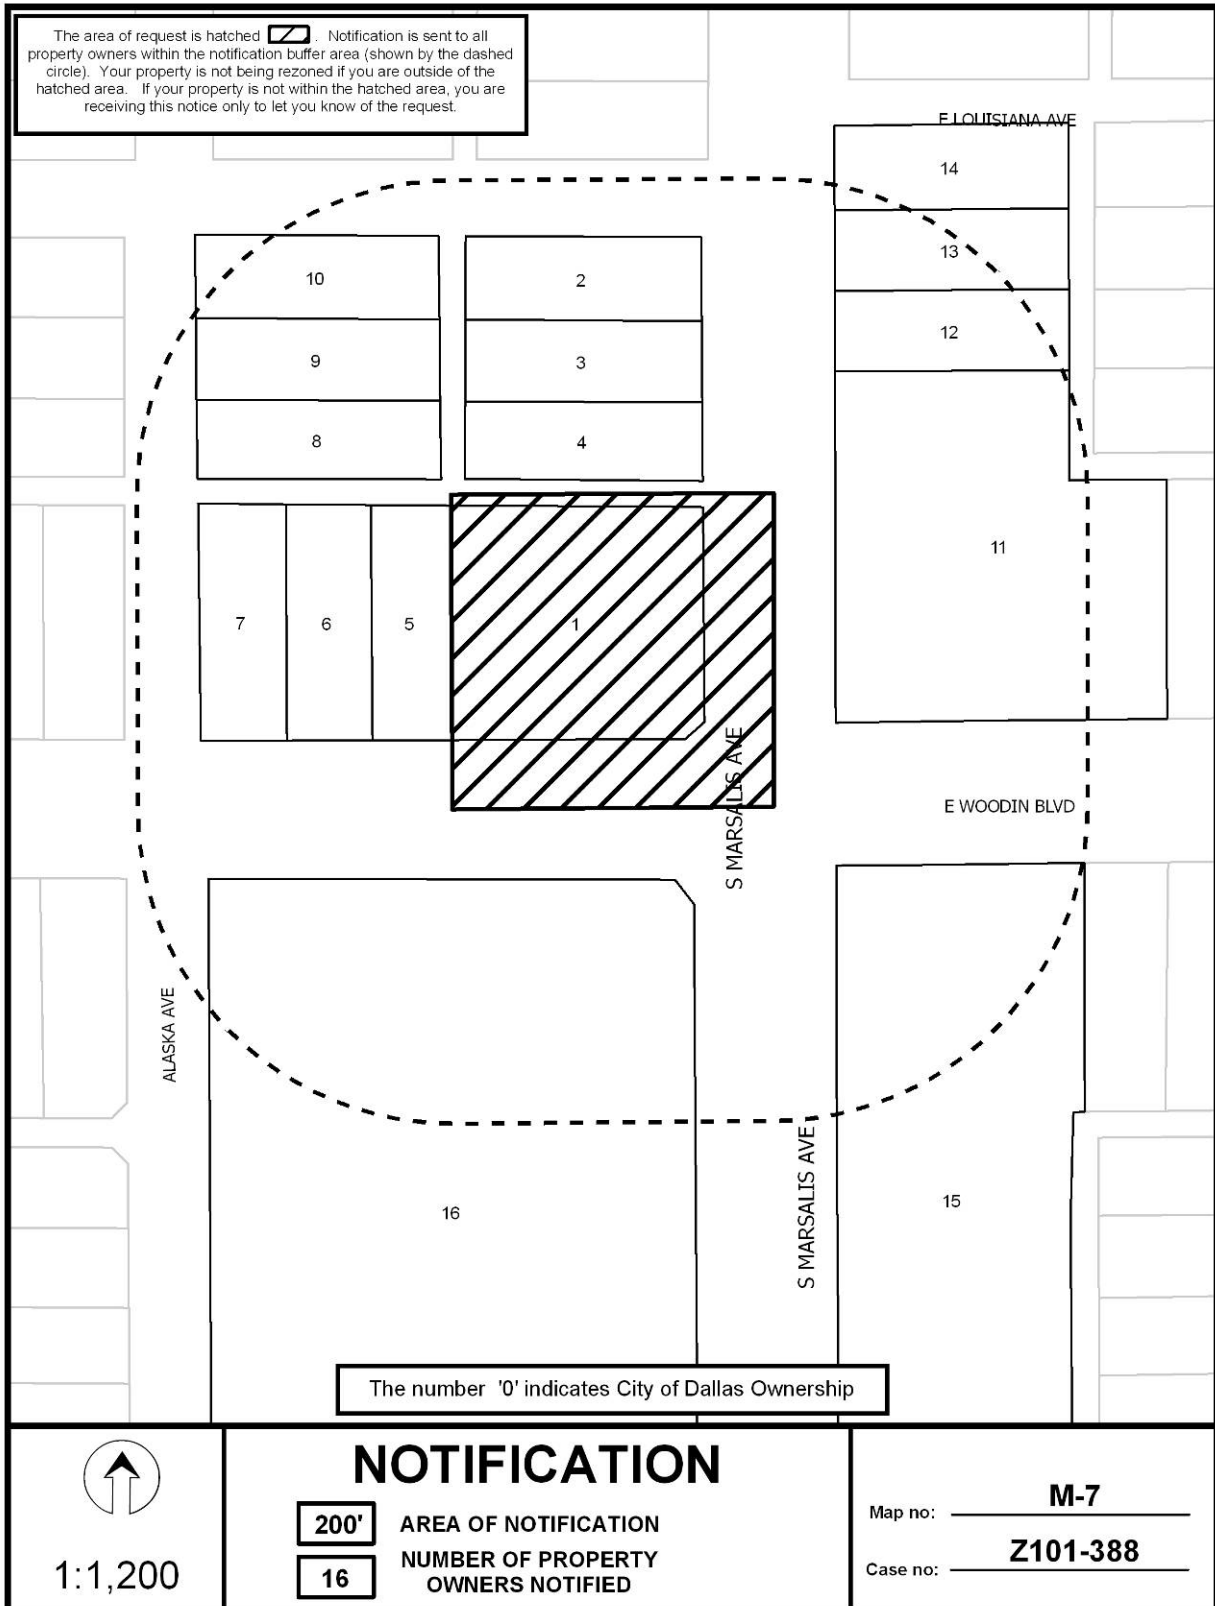 The area of request is hatched . Notification is sent to all
property owners within the notification buffer area (shown by the dashed
circle). Your property is not being rezoned if you are outside of the
hatched area. If your property is not within the hatched area, you are
receiving this notice only to let you know of the request.
E LOUISIANA AVE
14
13
12
10
2
9
3
8
4
11
7
6
5
1
S MARSALIS AVE
E WOODIN BLVD
ALASKA AVE
S MARSALIS AVE
16
15
The number '0' indicates City of Dallas Ownership
1:1,200
NOTIFICATION
200' AREA OF NOTIFICATION
16 NUMBER OF PROPERTY
OWNERS NOTIFIED
Map no: M-7
Case no: Z101-388